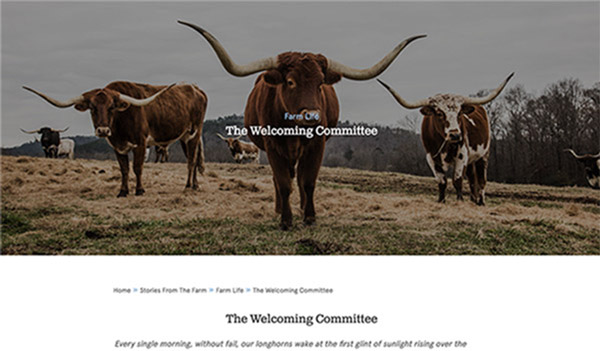 Farm Life
The Welcoming Committee
Home » Stories From The Farm » Farm Life » The Welcoming Committee
The Welcoming Committee
Every single morning, without fail, our longhorns wake at the first glint of sunlight rising over the